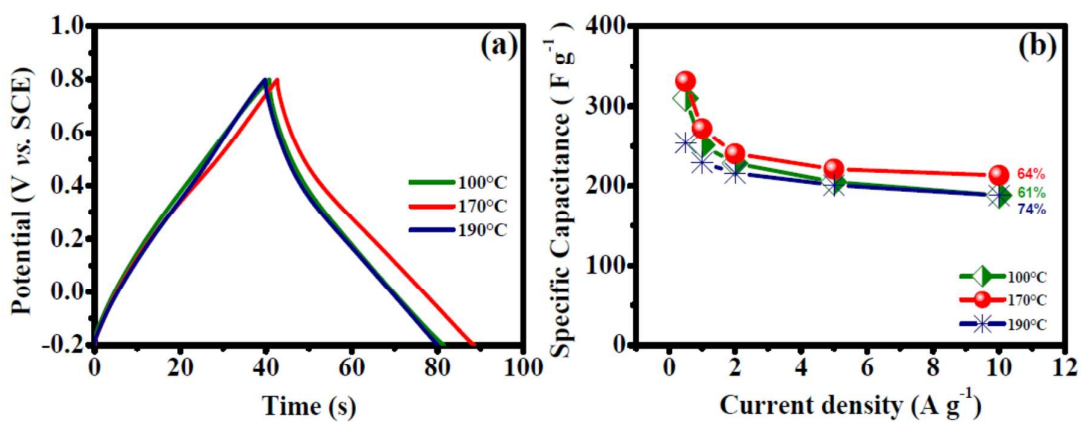 (a)
1.0
0.8
0.6
0.4
0.2
0.0
-0.2
0
20
40
60
80
100
Potential (V vs. SCE)
Time (s)
100°C
170°C
190°C
(b)
400
300
200
100
0
0
2
4
6
8
10
12
Specific Capacitance ( F g-1)
Current density (A g-1)
64%
61%
74%
100°C
170°C
190°C